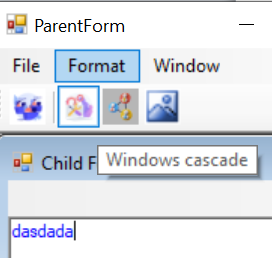 ParentForm
File Format Window
Child F
Windows cascade
dasdada